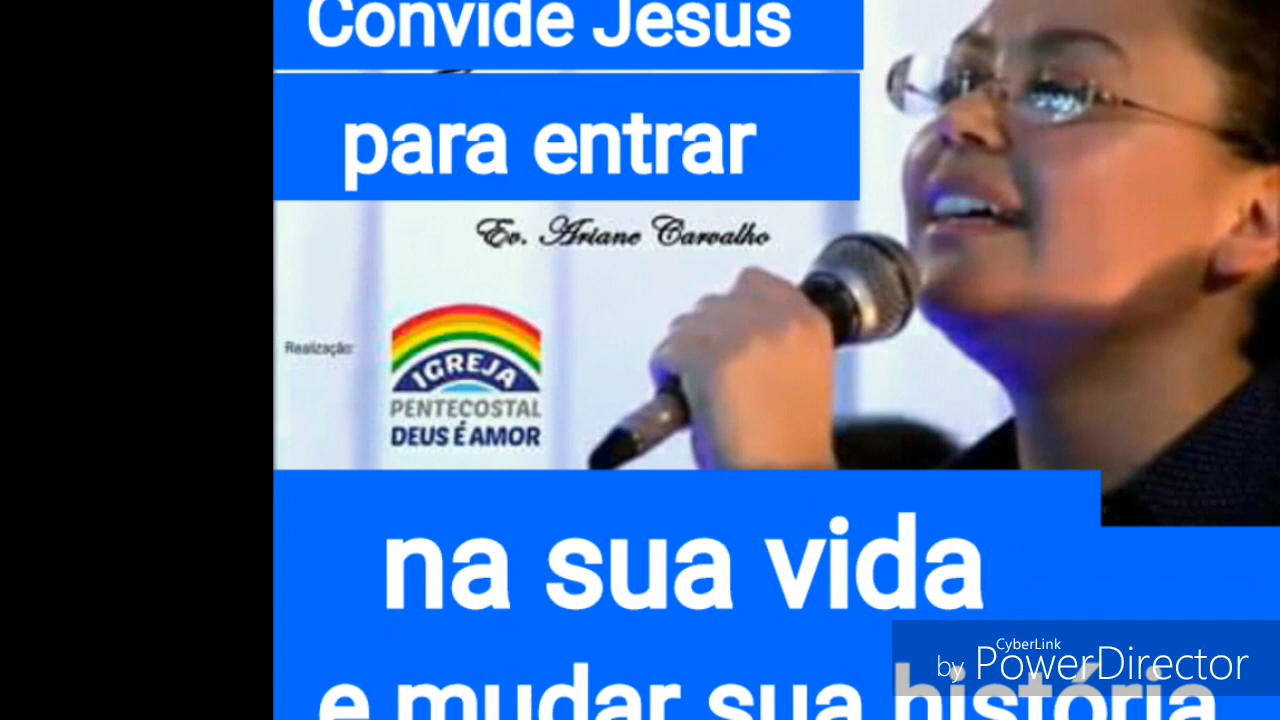 Convide Jesus
para entrar
Ev. Ariane Carvalho
Realização:
IGREJA
PENTECOSTAL
DEUS É AMOR
na sua vida
e mudar sua história
CyberLink
by PowerDirector